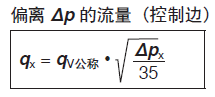 偏离 Δp 的流量（控制边）
qx = qV公称 • √(Δpx / 35)